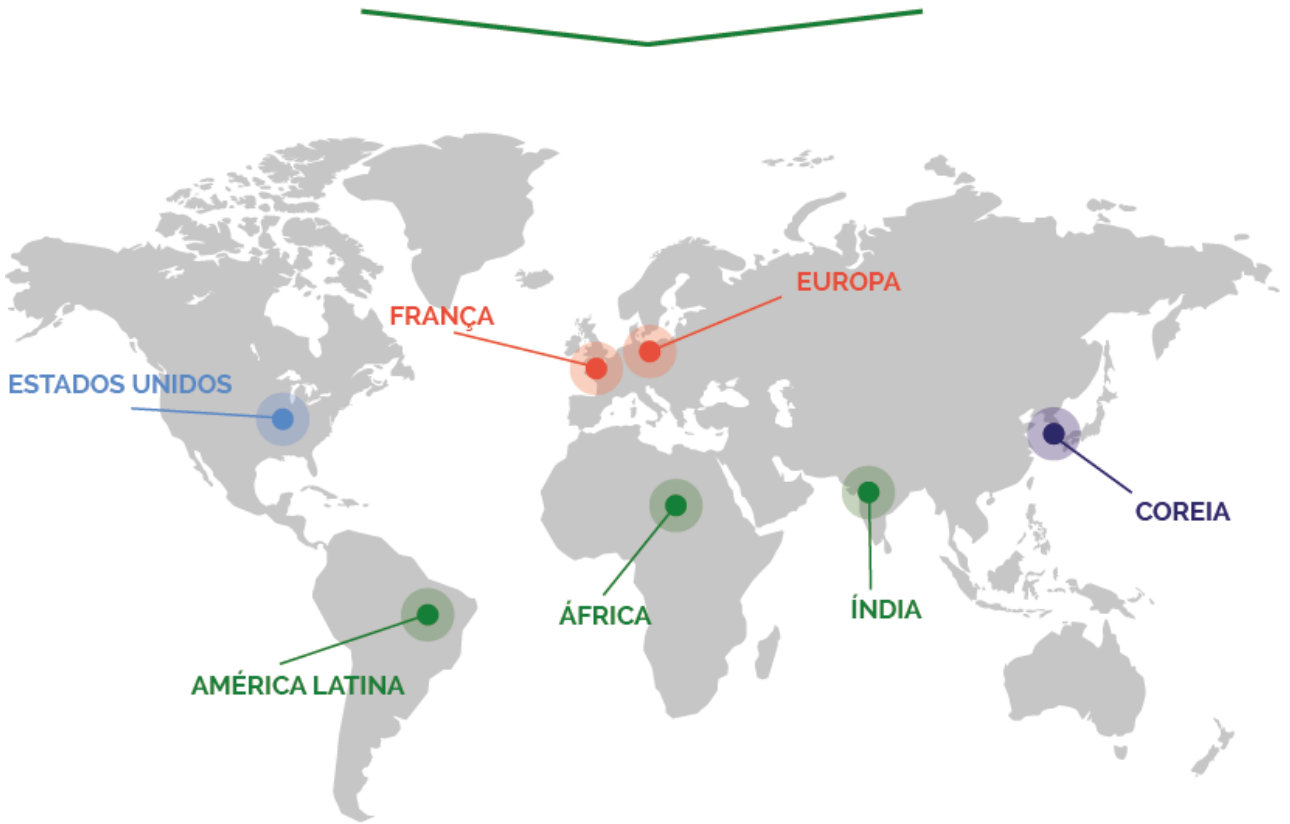 EUROPA
FRANÇA
ESTADOS UNIDOS
COREIA
ÍNDIA
ÁFRICA
AMÉRICA LATINA